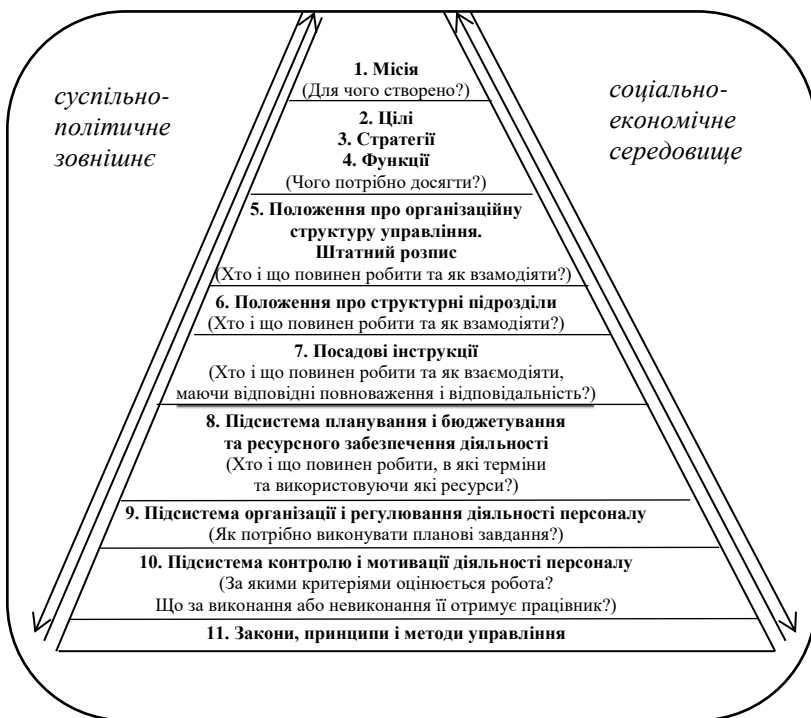 суспільно-
політичне
зовнішнє
соціально-
економічне
середовище
1. Місія
(Для чого створено?)
2. Цілі
3. Стратегії
4. Функції
(Чого потрібно досягти?)
5. Положення про організаційну
структуру управління.
Штатний розпис
(Хто і що повинен робити та як взамодіяти?)
6. Положення про структурні підрозділи
(Хто і що повинен робити та як взамодіяти?)
7. Посадові інструкції
(Хто і що повинен робити та як взаємодіяти,
маючи відповідні повноваження і відповідальність?)
8. Підсистема планування і бюджетування
та ресурсного забезпечення діяльності
(Хто і що повинен робити, в які терміни
та використовуючи які ресурси?)
9. Підсистема організації і регулювання діяльності персоналу
(Як потрібно виконувати планові завдання?)
10. Підсистема контролю і мотивації діяльності персоналу
(За якими критеріями оцінюється робота?
Що за виконання або невиконання її отримує працівник?)
11. Закони, принципи і методи управління